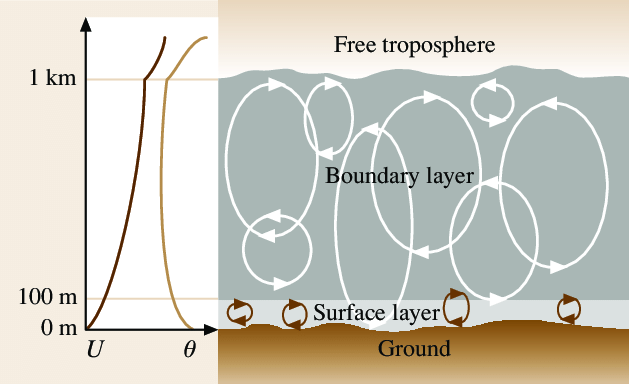 Free troposphere
1 km
Boundary layer
100 m
Surface layer
0 m
U
θ
Ground